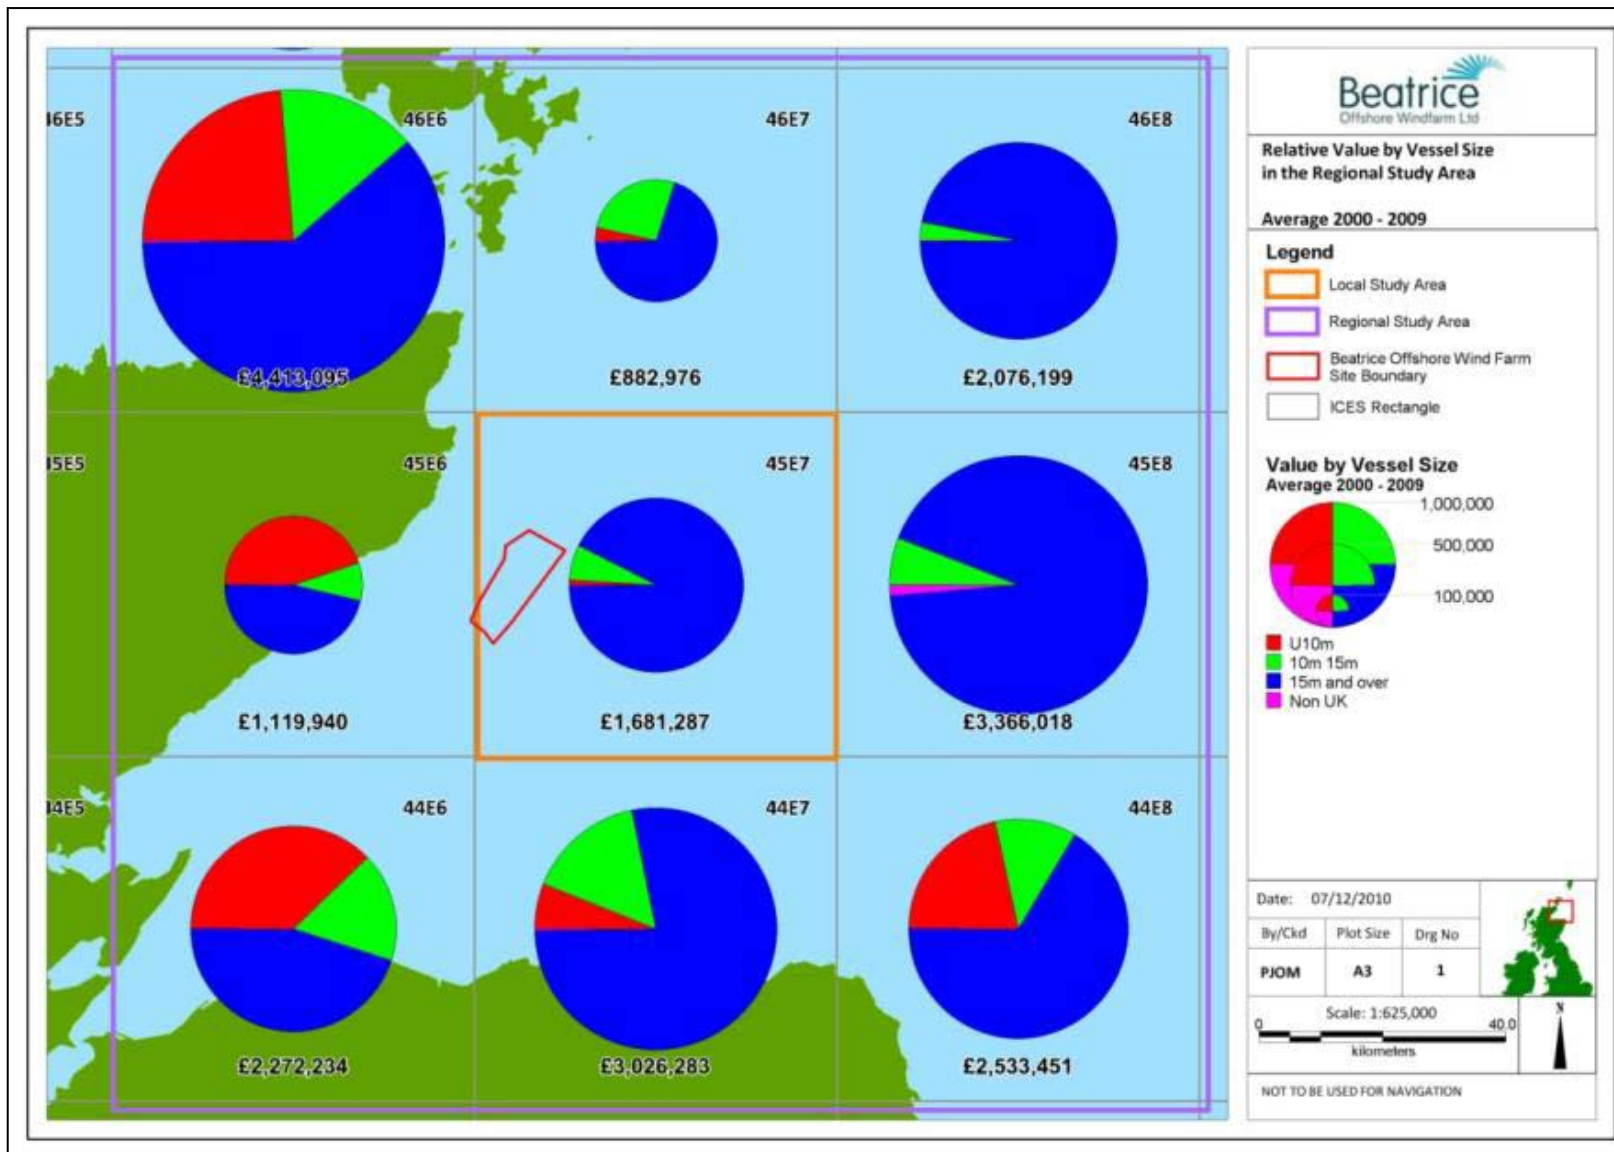 46E5
46E6
46E7
46E8
£4,413,095
£882,976
£2,076,199
45E5
45E6
45E7
45E8
£1,119,940
£1,681,287
£3,366,018
44E5
44E6
44E7
44E8
£2,272,234
£3,026,283
£2,533,451
Beatrice
Offshore Windfarm Ltd
Relative Value by Vessel Size
in the Regional Study Area
Average 2000 - 2009
Legend
Local Study Area
Regional Study Area
Beatrice Offshore Wind Farm
Site Boundary
ICES Rectangle
Value by Vessel Size
Average 2000 - 2009
1,000,000
500,000
100,000
U10m
10m 15m
15m and over
Non UK
Date: 07/12/2010
By/Ckd Plot Size Drg No
PJOM A3 1
Scale: 1:625,000
0 40.0
kilometers
N
NOT TO BE USED FOR NAVIGATION